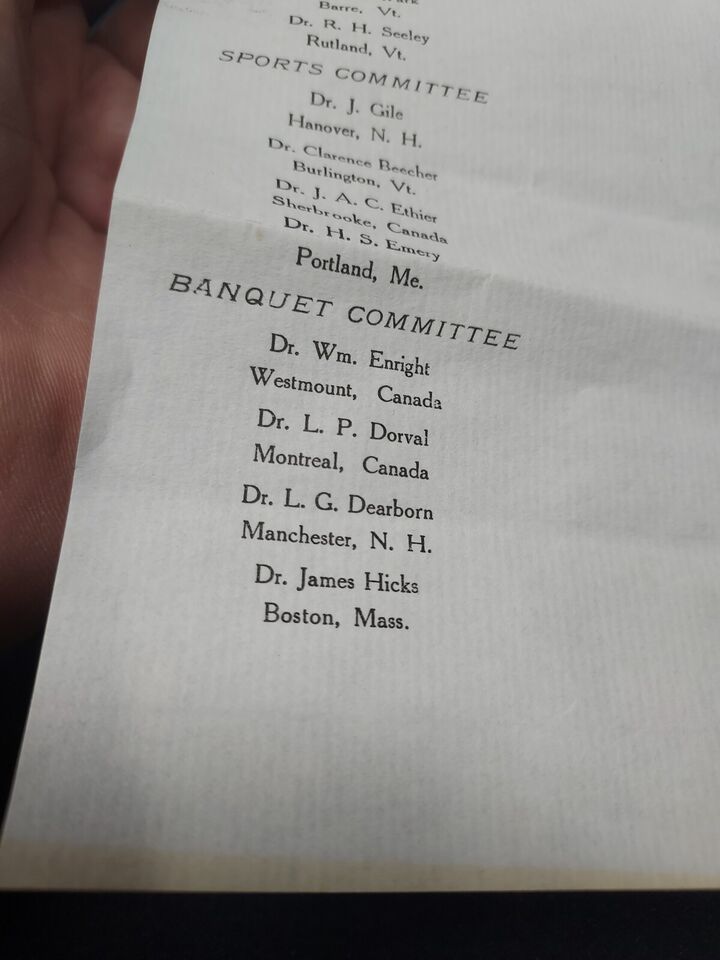 Barre, Vt.
Dr. R. H. Seeley
Rutland, Vt.
SPORTS COMMITTEE
Dr. J. Gile
Hanover, N. H.
Dr. Clarence Beecher
Burlington, Vt.
Dr. J. A. C. Ethier
Sherbrooke, Canada
Dr. H. S. Emery
Portland, Me.
BANQUET COMMITTEE
Dr. Wm. Enright
Westmount, Canada
Dr. L. P. Dorval
Montreal, Canada
Dr. L. G. Dearborn
Manchester, N. H.
Dr. James Hicks
Boston, Mass.